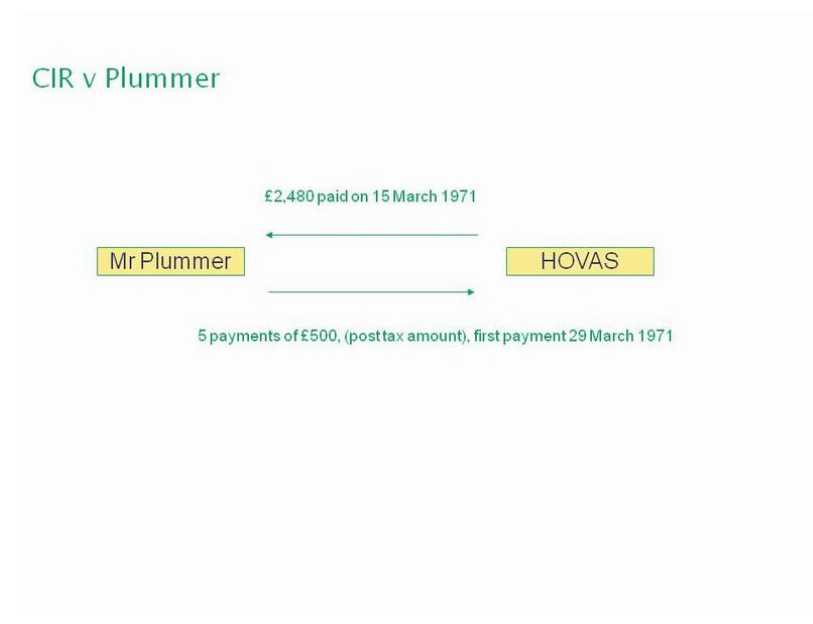 CIR v Plummer
£2,480 paid on 15 March 1971
Mr Plummer
HOVAS
5 payments of £500, (post tax amount), first payment 29 March 1971